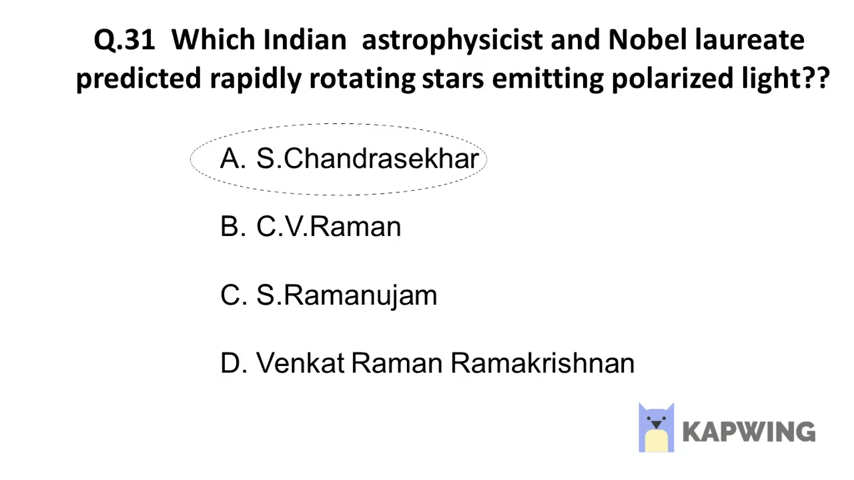 Q.31 Which Indian astrophysicist and Nobel laureate
predicted rapidly rotating stars emitting polarized light??
A. S.Chandrasekhar
B. C.V.Raman
C. S.Ramanujam
D. Venkat Raman Ramakrishnan
KAPWING